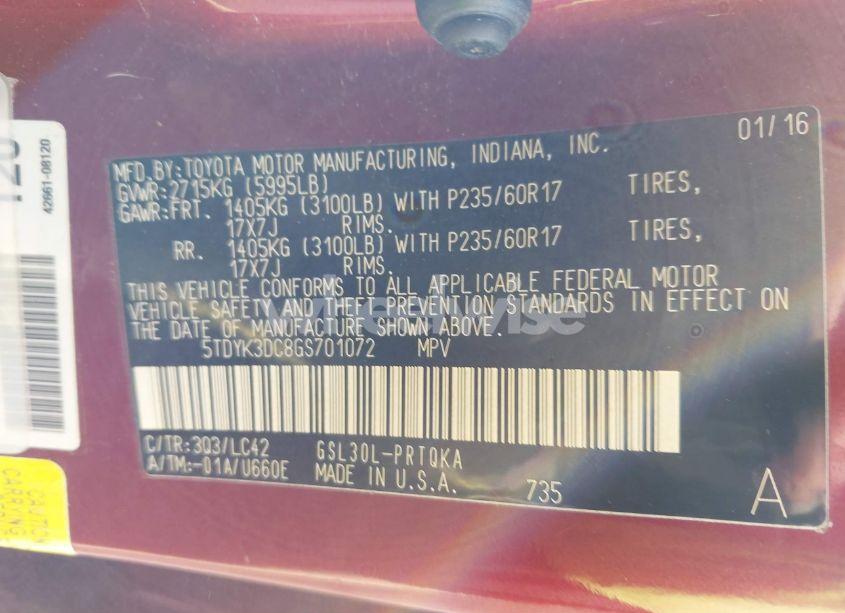 01/16
MFD.BY:TOYOTA MOTOR MANUFACTURING, INDIANA, INC.
GVWR:2715KG (5995LB)
GAWR:FRT. 1405KG (3100LB) WITH P235/60R17 TIRES,
17X7J RIMS.
RR. 1405KG (3100LB) WITH P235/60R17 TIRES,
17X7J RIMS.
THIS VEHICLE CONFORMS TO ALL APPLICABLE FEDERAL MOTOR
VEHICLE SAFETY AND THEFT PREVENTION STANDARDS IN EFFECT ON
THE DATE OF MANUFACTURE SHOWN ABOVE.
5TDYK3DC8GS701072 MPV
C/TR:3Q3/LC42 GSL30L-PRTQKA
A/TM:-01A/U660E MADE IN U.S.A. 735
A
42661-08120
120
CAUTION
CARRYING